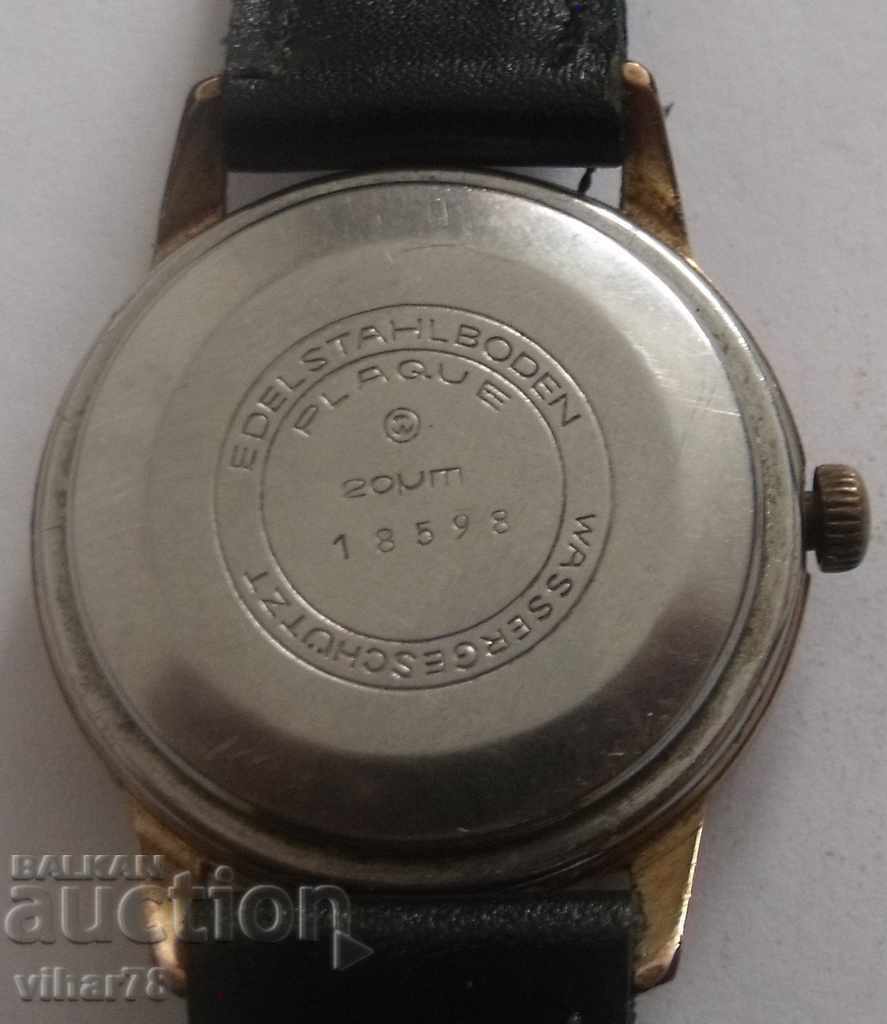 EDELSTAHLBODEN
PLAQUE
20µm
18598
WASSERGESCHÜTZT
BALKAN
auction
vihar78